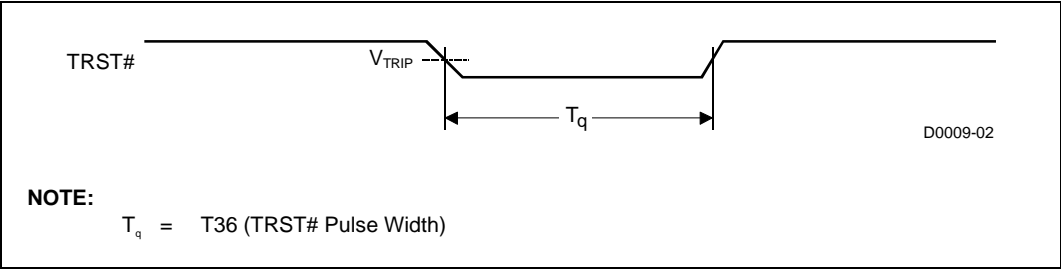 TRST#
VTRIP
Tq
D0009-02
NOTE:
Tq = T36 (TRST# Pulse Width)